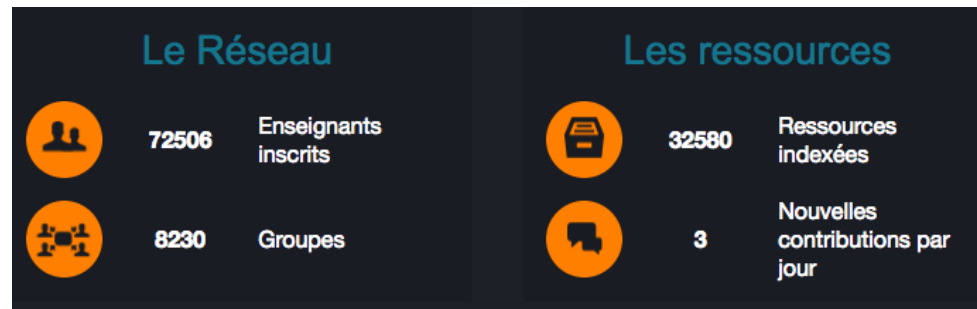 Le Réseau
72506
Enseignants
inscrits
8230
Groupes
Les ressources
32580
Ressources
indexées
3
Nouvelles
contributions par
jour